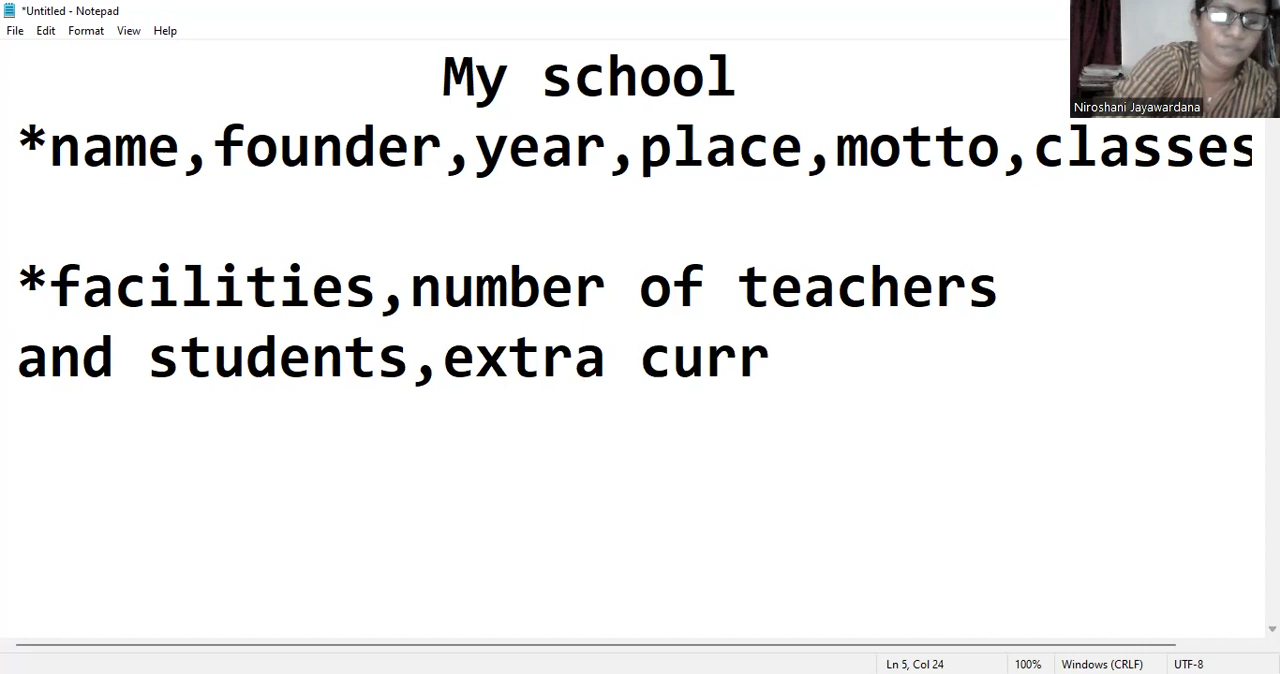 *Untitled - Notepad
File Edit Format View Help
My school
*name,founder,year,place,motto,classes
*facilities,number of teachers
and students,extra curr
Niroshani Jayawardana
Ln 5, Col 24 100% Windows (CRLF) UTF-8